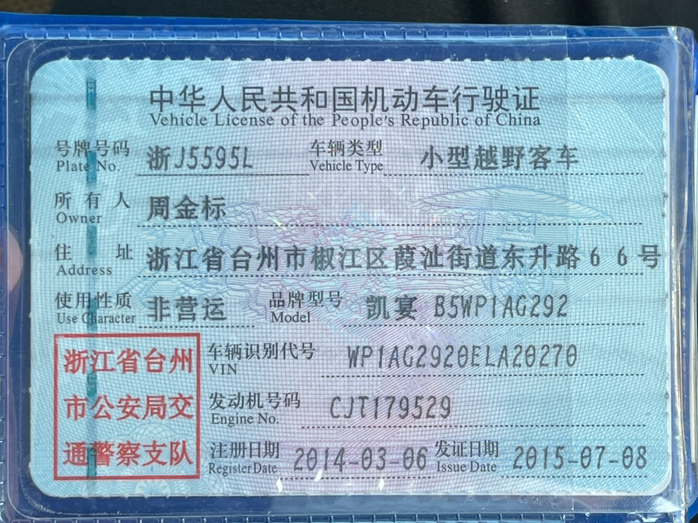 中华人民共和国机动车行驶证
Vehicle License of the People's Republic of China
号牌号码 浙J5595L 车辆类型 小型越野客车
Plate No. Vehicle Type
所有人 周金标
Owner
住址 浙江省台州市椒江区葭沚街道东升路66号
Address
使用性质 非营运 品牌型号 凯宴 B5WP1AG292
Use Character Model
浙江省台州 车辆识别代号 WP1AG2920ELA20270
VIN
市公安局交 发动机号码 CJT179529
Engine No.
通警察支队 注册日期 2014-03-06 发证日期 2015-07-08
Register Date Issue Date